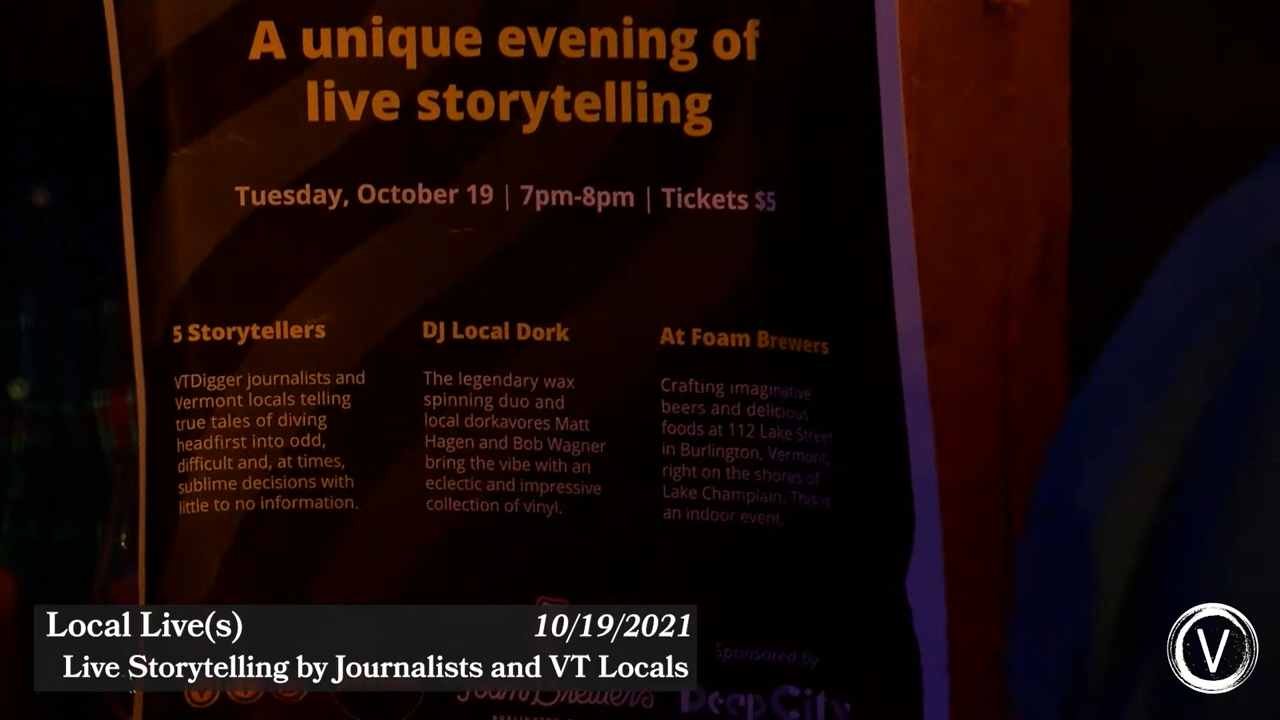 A unique evening of
live storytelling
Tuesday, October 19 | 7pm-8pm | Tickets $5
5 Storytellers
VTDigger journalists and
Vermont locals telling
true tales of diving
headfirst into odd,
difficult and, at times,
sublime decisions with
little to no information.
DJ Local Dork
The legendary wax
spinning duo and
local dorkavores Matt
Hagen and Bob Wagner
bring the vibe with an
eclectic and impressive
collection of vinyl.
At Foam Brewers
Crafting imaginative
beers and delicious
foods at 112 Lake Street
in Burlington, Vermont,
right on the shores of
Lake Champlain. This is
an indoor event.
Sponsored by
Foam Brewers
DeepCity
Local Live(s) 10/19/2021
Live Storytelling by Journalists and VT Locals
V